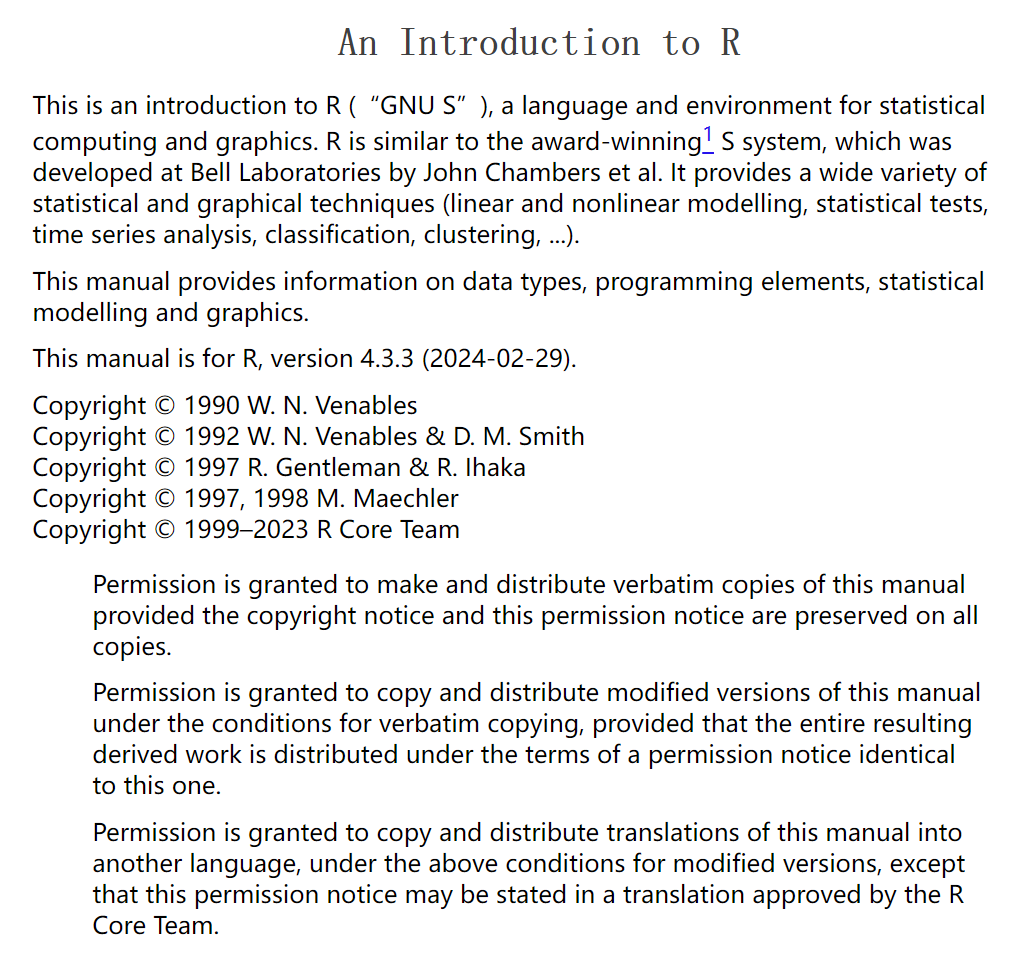 An Introduction to R
This is an introduction to R (“GNU S”), a language and environment for statistical
computing and graphics. R is similar to the award-winning1 S system, which was
developed at Bell Laboratories by John Chambers et al. It provides a wide variety of
statistical and graphical techniques (linear and nonlinear modelling, statistical tests,
time series analysis, classification, clustering, ...).
This manual provides information on data types, programming elements, statistical
modelling and graphics.
This manual is for R, version 4.3.3 (2024-02-29).
Copyright © 1990 W. N. Venables
Copyright © 1992 W. N. Venables & D. M. Smith
Copyright © 1997 R. Gentleman & R. Ihaka
Copyright © 1997, 1998 M. Maechler
Copyright © 1999–2023 R Core Team
Permission is granted to make and distribute verbatim copies of this manual
provided the copyright notice and this permission notice are preserved on all
copies.
Permission is granted to copy and distribute modified versions of this manual
under the conditions for verbatim copying, provided that the entire resulting
derived work is distributed under the terms of a permission notice identical
to this one.
Permission is granted to copy and distribute translations of this manual into
another language, under the above conditions for modified versions, except
that this permission notice may be stated in a translation approved by the R
Core Team.